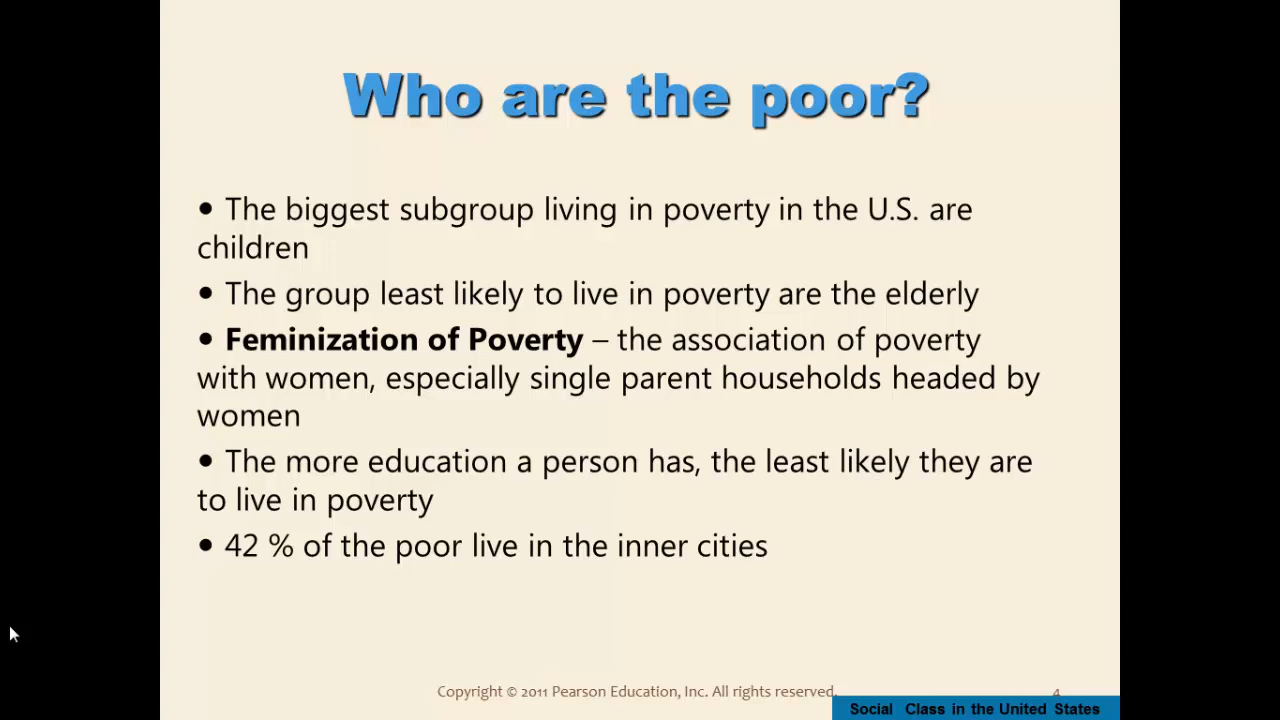 Who are the poor?
• The biggest subgroup living in poverty in the U.S. are
children
• The group least likely to live in poverty are the elderly
• Feminization of Poverty – the association of poverty
with women, especially single parent households headed by
women
• The more education a person has, the least likely they are
to live in poverty
• 42 % of the poor live in the inner cities
Copyright © 2011 Pearson Education, Inc. All rights reserved.
4
Social Class in the United States